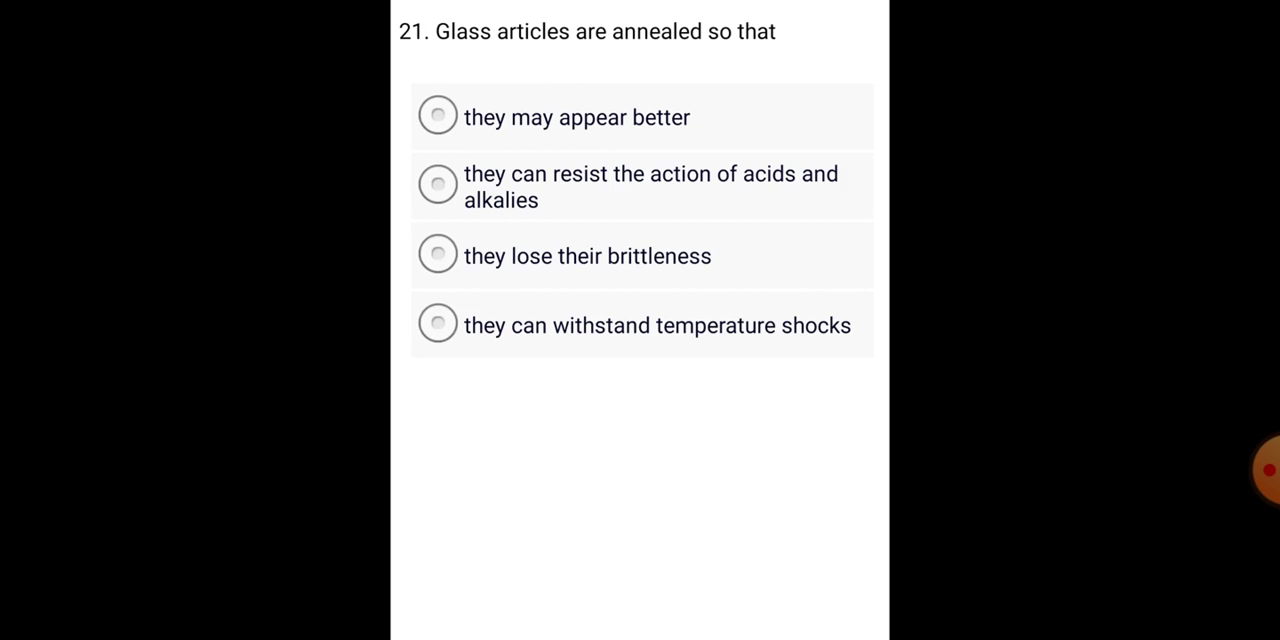 21. Glass articles are annealed so that
they may appear better
they can resist the action of acids and
alkalies
they lose their brittleness
they can withstand temperature shocks